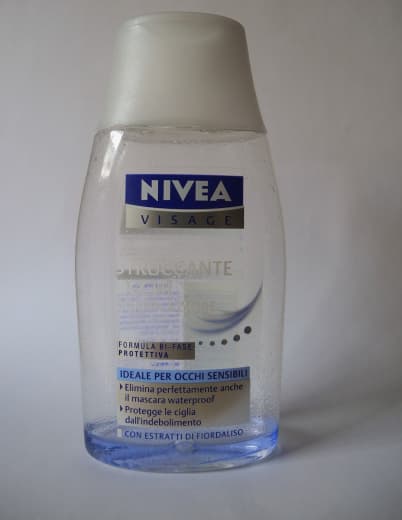 NIVEA
VISAGE
STRUCCANTE
FORMULA BI-FASE
PROTETTIVA
IDEALE PER OCCHI SENSIBILI
Elimina perfettamente anche
il mascara waterproof
Protegge le ciglia
dall'indebolimento
CON ESTRATTI DI FIORDALISO